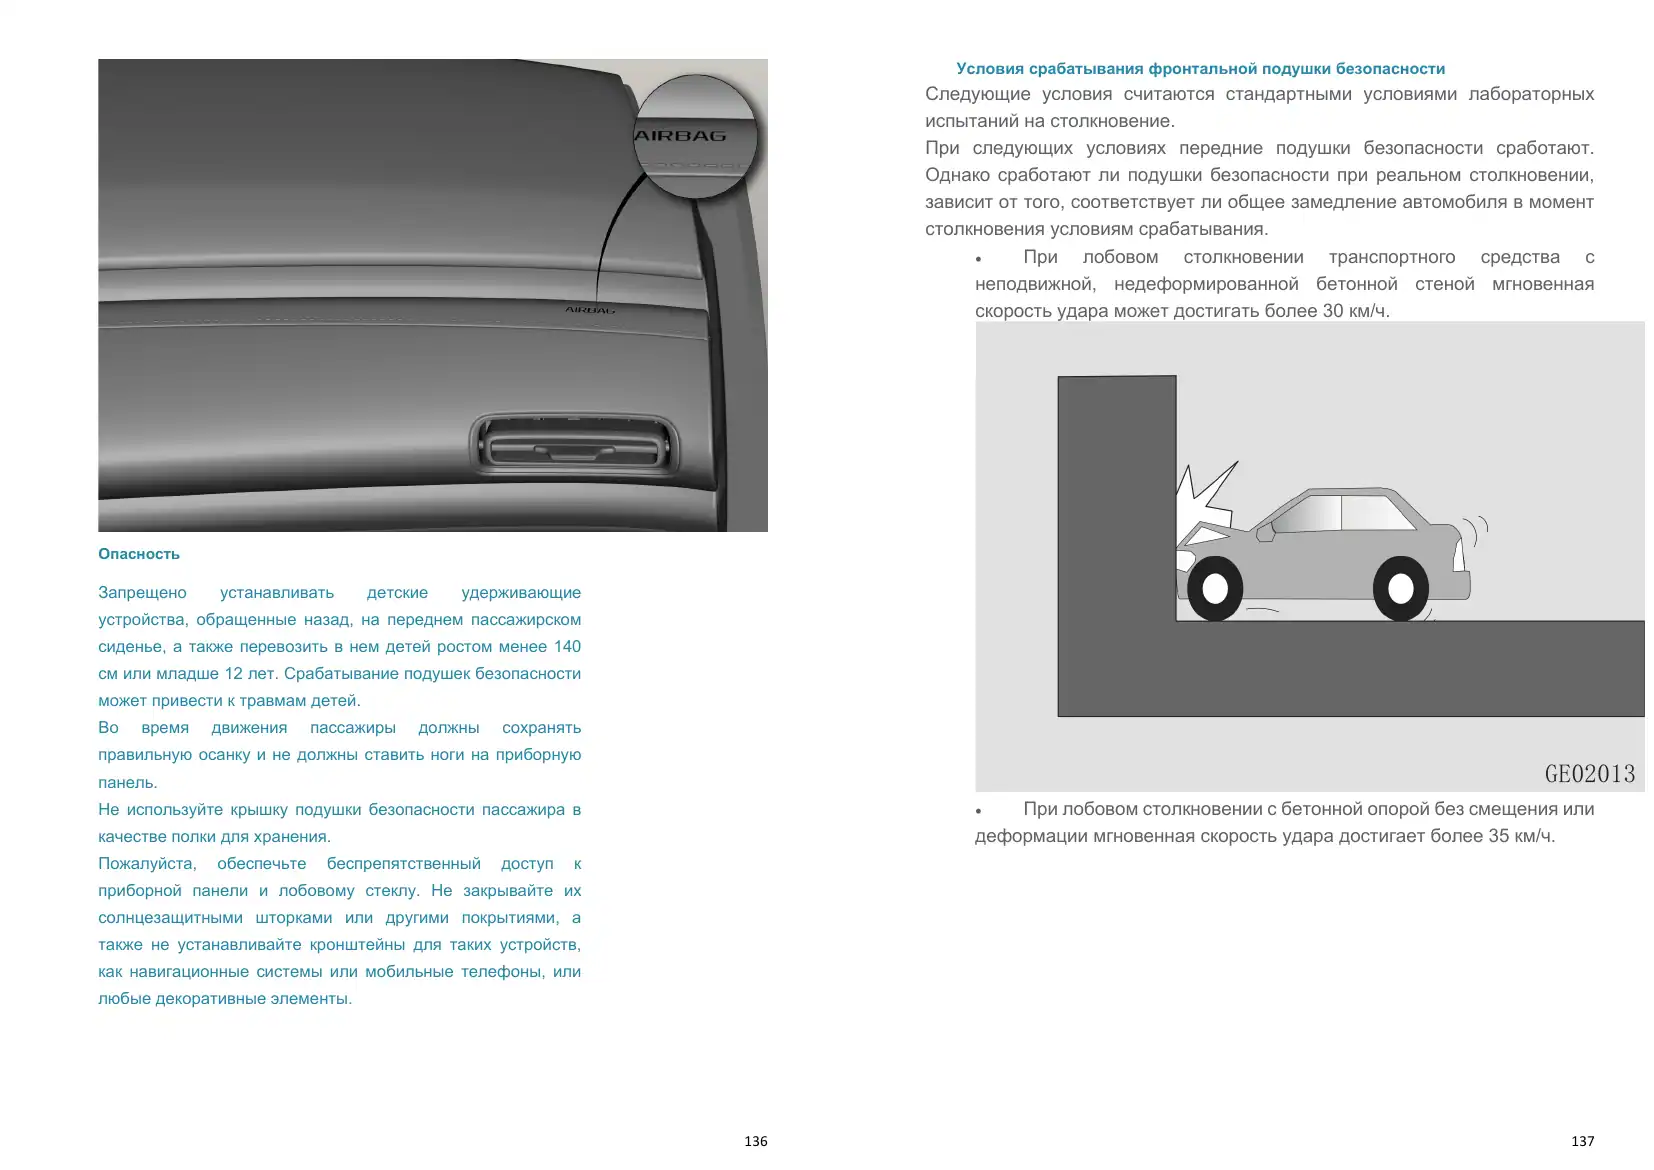 AIRBAG
AIRBAG
Опасность
Запрещено устанавливать детские удерживающие
устройства, обращенные назад, на переднем пассажирском
сиденье, а также перевозить в нем детей ростом менее 140
см или младше 12 лет. Срабатывание подушек безопасности
может привести к травмам детей.
Во время движения пассажиры должны сохранять
правильную осанку и не должны ставить ноги на приборную
панель.
Не используйте крышку подушки безопасности пассажира в
качестве полки для хранения.
Пожалуйста, обеспечьте беспрепятственный доступ к
приборной панели и лобовому стеклу. Не закрывайте их
солнцезащитными шторками или другими покрытиями, а
также не устанавливайте кронштейны для таких устройств,
как навигационные системы или мобильные телефоны, или
любые декоративные элементы.
136
Условия срабатывания фронтальной подушки безопасности
Следующие условия считаются стандартными условиями лабораторных
испытаний на столкновение.
При следующих условиях передние подушки безопасности сработают.
Однако сработают ли подушки безопасности при реальном столкновении,
зависит от того, соответствует ли общее замедление автомобиля в момент
столкновения условиям срабатывания.
• При лобовом столкновении транспортного средства с
неподвижной, недеформированной бетонной стеной мгновенная
скорость удара может достигать более 30 км/ч.
GE02013
• При лобовом столкновении с бетонной опорой без смещения или
деформации мгновенная скорость удара достигает более 35 км/ч.
137